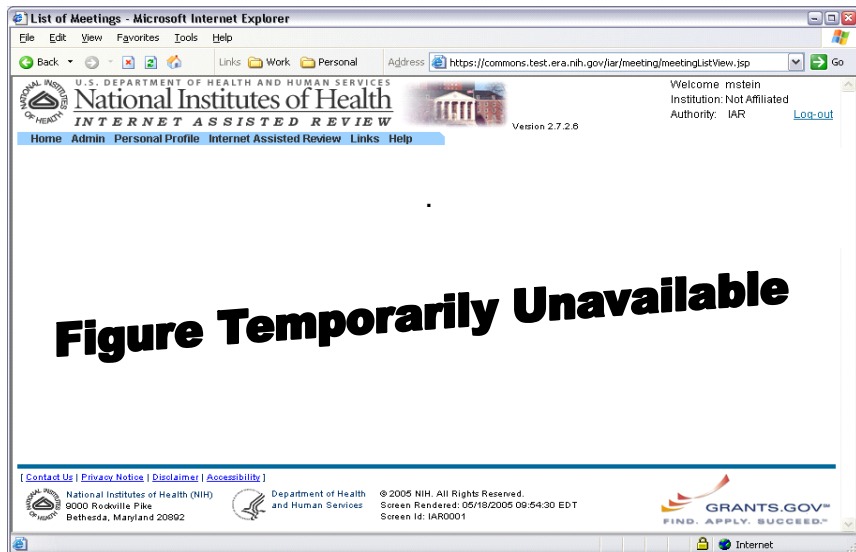 List of Meetings - Microsoft Internet Explorer
File Edit View Favorites Tools Help
Back Links Work Personal Address https://commons.test.era.nih.gov/iar/meeting/meetingListView.jsp Go
U.S. DEPARTMENT OF HEALTH AND HUMAN SERVICES
National Institutes of Health
INTERNET ASSISTED REVIEW
Version 2.7.2.6
Welcome mstein
Institution: Not Affiliated
Authority: IAR Log-out
Home Admin Personal Profile Internet Assisted Review Links Help
.
Figure Temporarily Unavailable
[ Contact Us | Privacy Notice | Disclaimer | Accessibility ]
National Institutes of Health (NIH)
9000 Rockville Pike
Bethesda, Maryland 20892
Department of Health
and Human Services
© 2005 NIH. All Rights Reserved.
Screen Rendered: 05/18/2005 09:54:30 EDT
Screen Id: IAR0001
GRANTS.GOV℠
FIND. APPLY. SUCCEED.℠
Internet